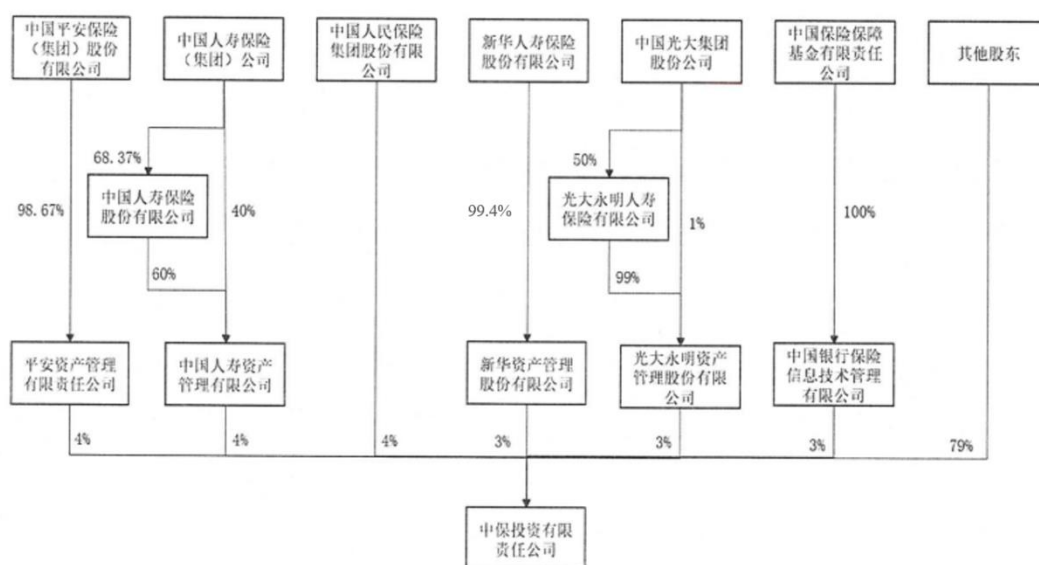 中国平安保险
（集团）股份
有限公司
中国人寿保险
（集团）公司
中国人民保险
集团股份有限
公司
新华人寿保险
股份有限公司
中国光大集团
股份公司
中国保险保障
基金有限责任
公司
其他股东
68.37%
50%
中国人寿保险
股份有限公司
光大永明人寿
保险有限公司
98.67%
40%
99.4%
1%
100%
60%
99%
平安资产管理
有限责任公司
中国人寿资产
管理有限公司
新华资产管理
股份有限公司
光大永明资产
管理股份有限
公司
中国银行保险
信息技术管理
有限公司
4%
4%
4%
3%
3%
3%
79%
中保投资有限
责任公司